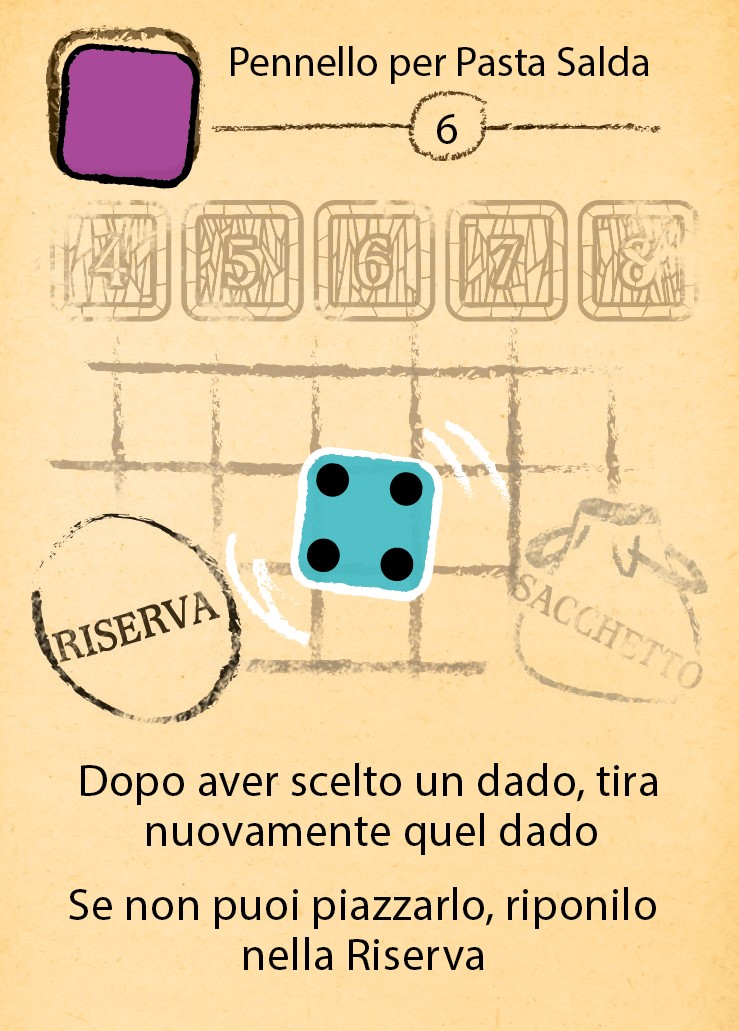 Pennello per Pasta Salda
6
4 5 6 7 8
RISERVA
SACCHETTO
Dopo aver scelto un dado, tira
nuovamente quel dado
Se non puoi piazzarlo, riponilo
nella Riserva